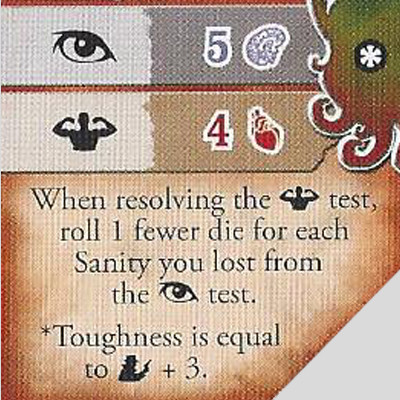 5
*
4
When resolving the test,
roll 1 fewer die for each
Sanity you lost from
the test.
*Toughness is equal
to + 3.